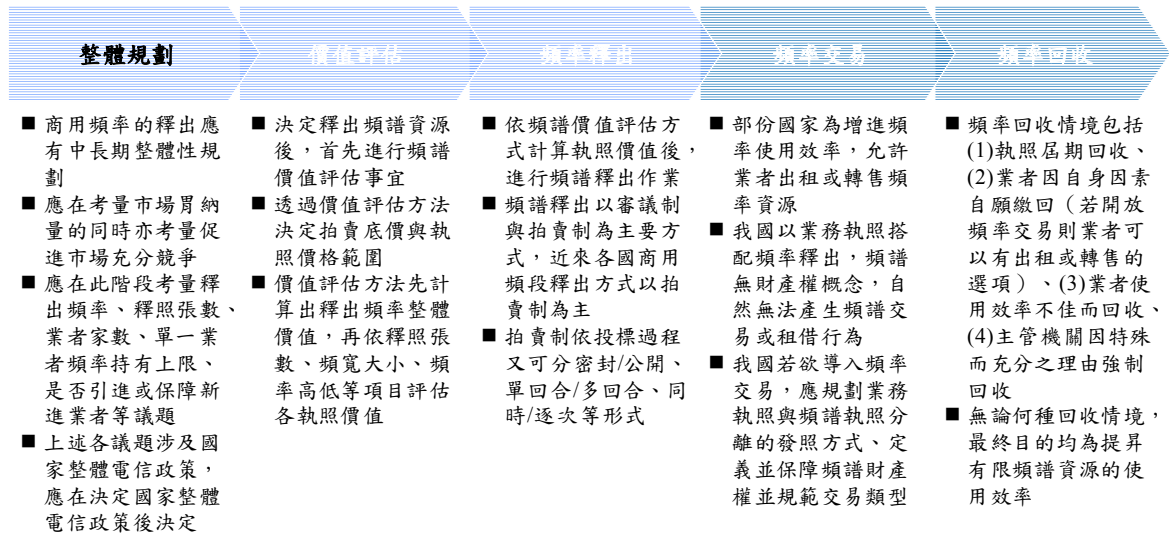 整體規劃
價值評估
頻率釋出
頻率交易
頻率回收
■ 商用頻率的釋出應
有中長期整體性規
劃
■ 應在考量市場胃納
量的同時亦考量促
進市場充分競爭
■ 應在此階段考量釋
出頻率、釋照張數、
業者家數、單一業
者頻率持有上限、
是否引進或保障新
進業者等議題
■ 上述各議題涉及國
家整體電信政策，
應在決定國家整體
電信政策後決定
■ 決定釋出頻譜資源
後，首先進行頻譜
價值評估事宜
■ 透過價值評估方法
決定拍賣底價與執
照價格範圍
■ 價值評估方法先計
算出釋出頻率整體
價值，再依釋照張
數、頻寬大小、頻
率高低等項目評估
各執照價值
■ 依頻譜價值評估方
式計算執照價值後，
進行頻譜釋出作業
■ 頻譜釋出以審議制
與拍賣制為主要方
式，近來各國商用
頻段釋出方式以拍
賣制為主
■ 拍賣制依投標過程
又可分密封/公開、
單回合/多回合、同
時/逐次等形式
■ 部份國家為增進頻
率使用效率，允許
業者出租或轉售頻
率資源
■ 我國以業務執照搭
配頻率釋出，頻譜
無財產權概念，自
然無法產生頻譜交
易或租借行為
■ 我國若欲導入頻率
交易，應規劃業務
執照與頻譜執照分
離的發照方式、定
義並保障頻譜財產
權並規範交易類型
■ 頻率回收情境包括
(1)執照屆期回收、
(2)業者因自身因素
自願繳回（若開放
頻率交易則業者可
以有出租或轉售的
選項）、(3)業者使
用效率不佳而回收、
(4)主管機關因特殊
而充分之理由強制
回收
■ 無論何種回收情境，
最終目的均為提昇
有限頻譜資源的使
用效率